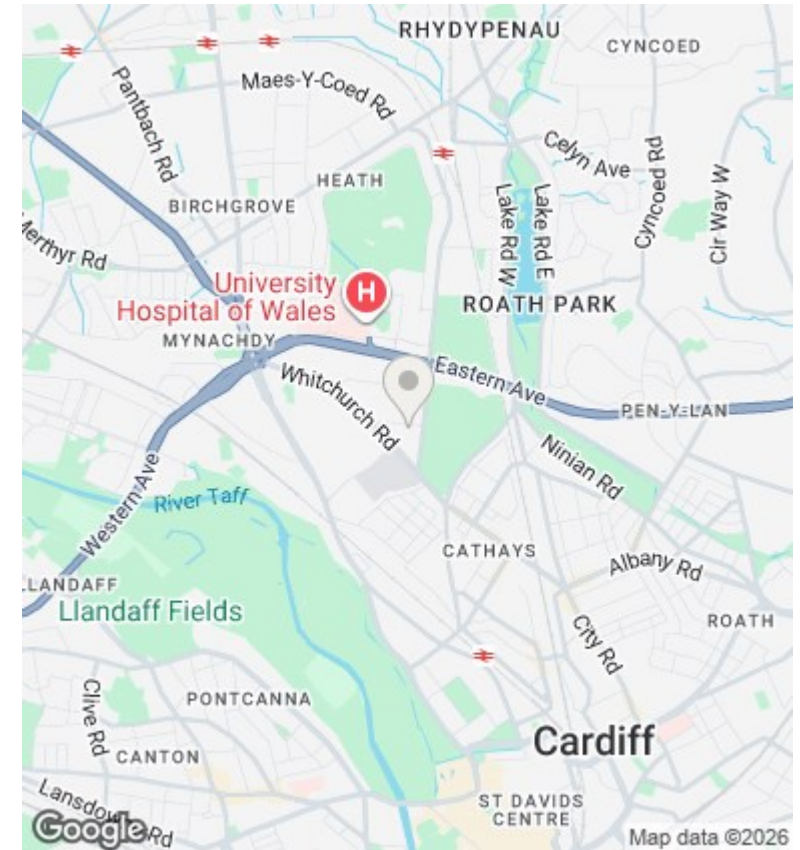 RHYDYPENAU
CYNCOED
Pantbach Rd
Maes-Y-Coed Rd
Celyn Ave
Cyncoed Rd
Cir Way W
HEATH
BIRCHGROVE
Lake Rd W
Lake Rd E
Merthyr Rd
University
Hospital of Wales
H
ROATH PARK
MYNACHDY
Eastern Ave
Whitchurch Rd
PEN-Y-LAN
Ninian Rd
Western Ave
River Taff
CATHAYS
Albany Rd
LLANDAFF
Llandaff Fields
ROATH
City Rd
Clive Rd
PONTCANNA
Cardiff
CANTON
ST DAVIDS
CENTRE
Rd
Google
Map data ©2026